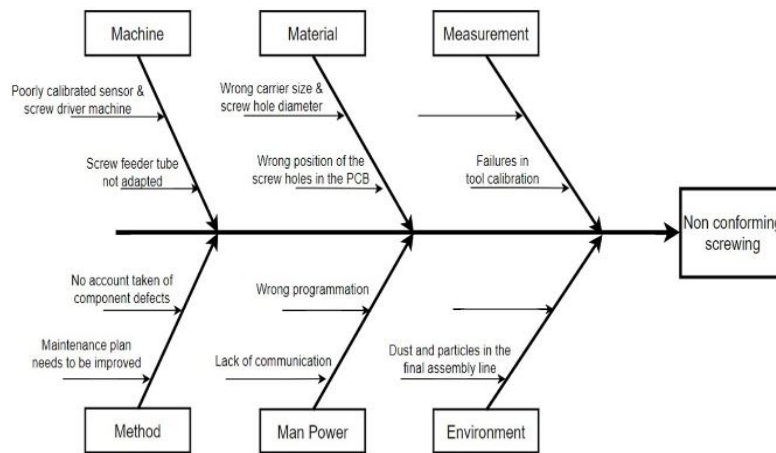 Machine
Material
Measurement
Poorly calibrated sensor &
screw driver machine
Wrong carrier size &
screw hole diameter
Screw feeder tube
not adapted
Wrong position of the
screw holes in the PCB
Failures in
tool calibration
Non conforming
screwing
No account taken of
component defects
Wrong programmation
Maintenance plan
needs to be improved
Lack of communication
Dust and particles in the
final assembly line
Method
Man Power
Environment